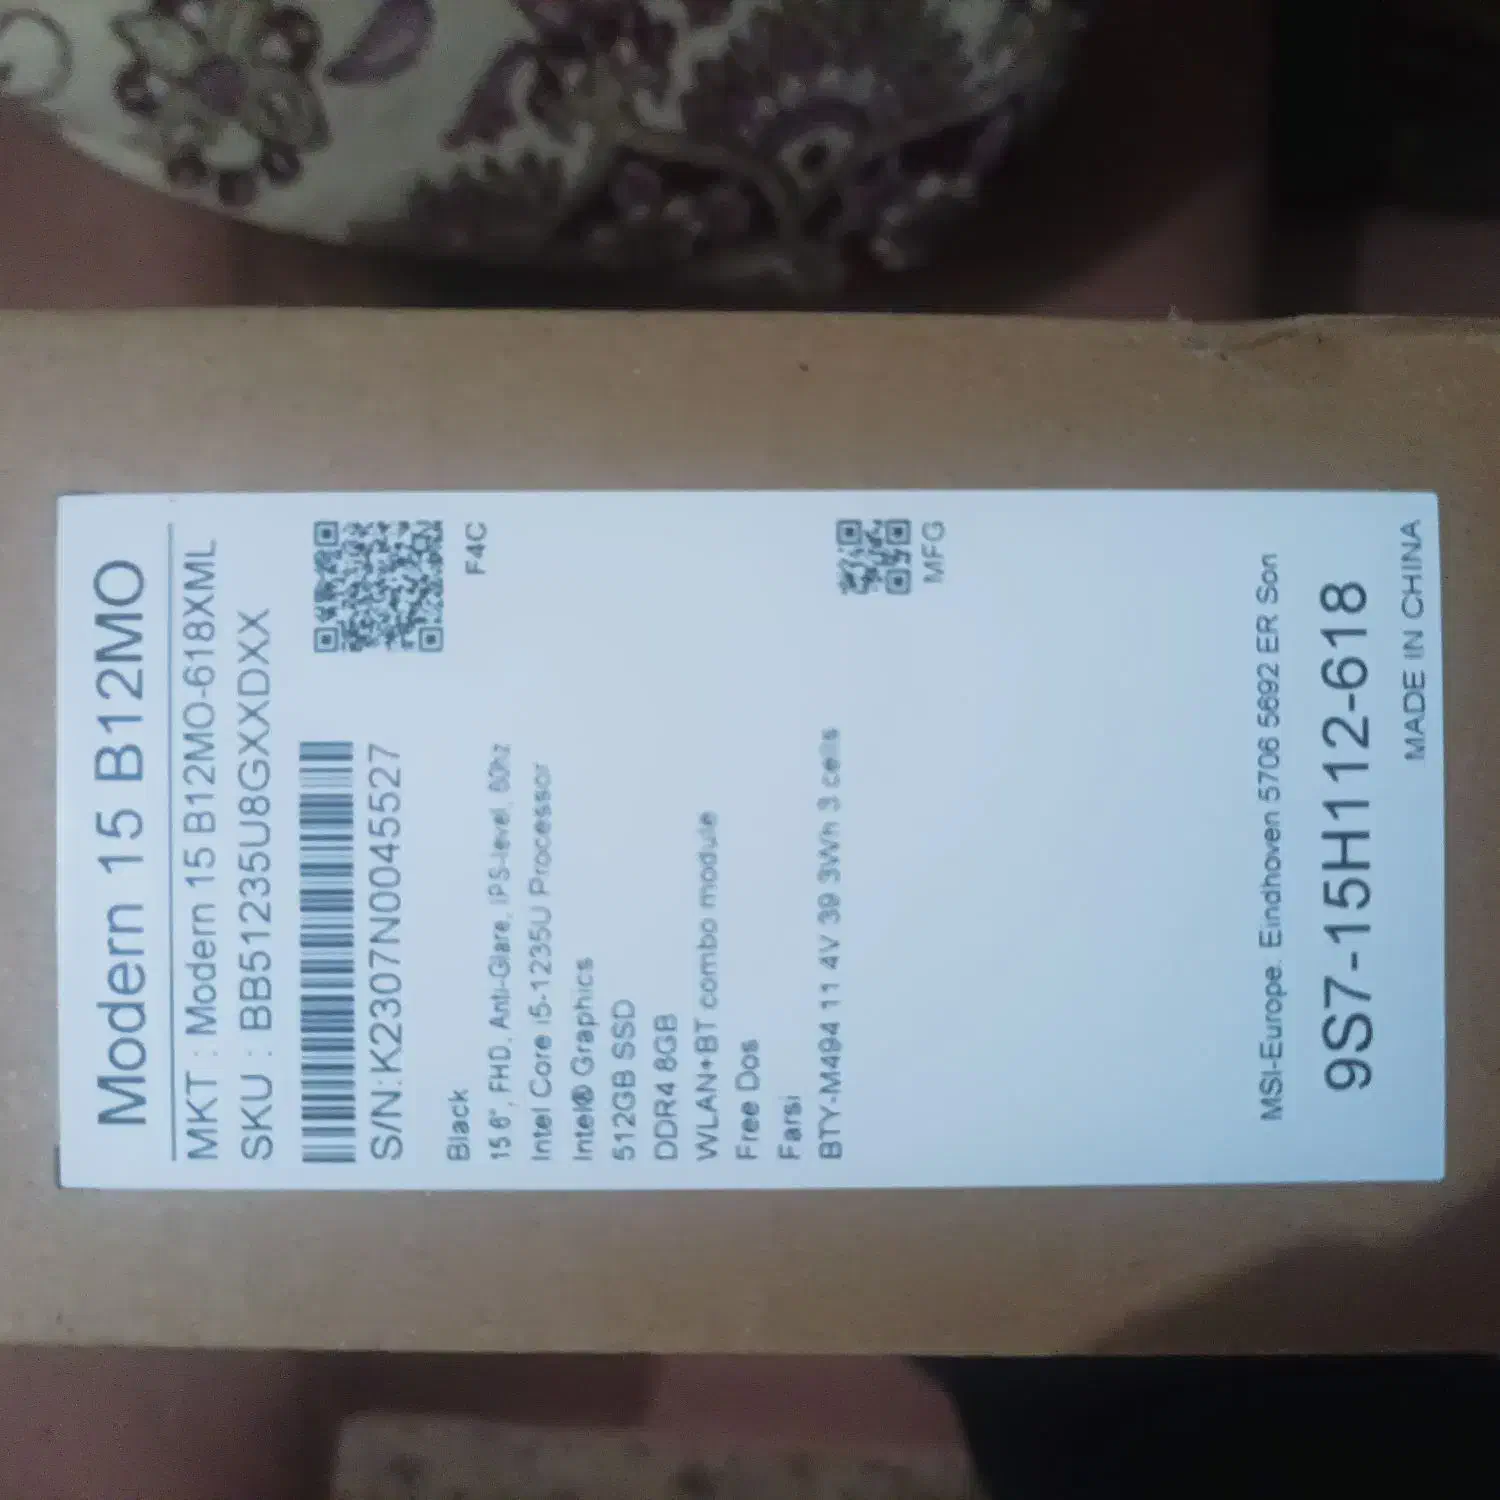 Modern 15 B12MO
MKT : Modern 15 B12MO-618XML
SKU : BB51235U8GXXDXX
S/N:K2307N0045527
F4C
Black
15.6", FHD, Anti-Glare, IPS-level, 60hz
Intel Core i5-1235U Processor
Intel® Graphics
512GB SSD
DDR4 8GB
WLAN+BT combo module
Free Dos
Farsi
BTY-M494 11.4V 39.3Wh 3 cells
MFG
MSI-Europe. Eindhoven 5706 5692 ER Son
9S7-15H112-618
MADE IN CHINA